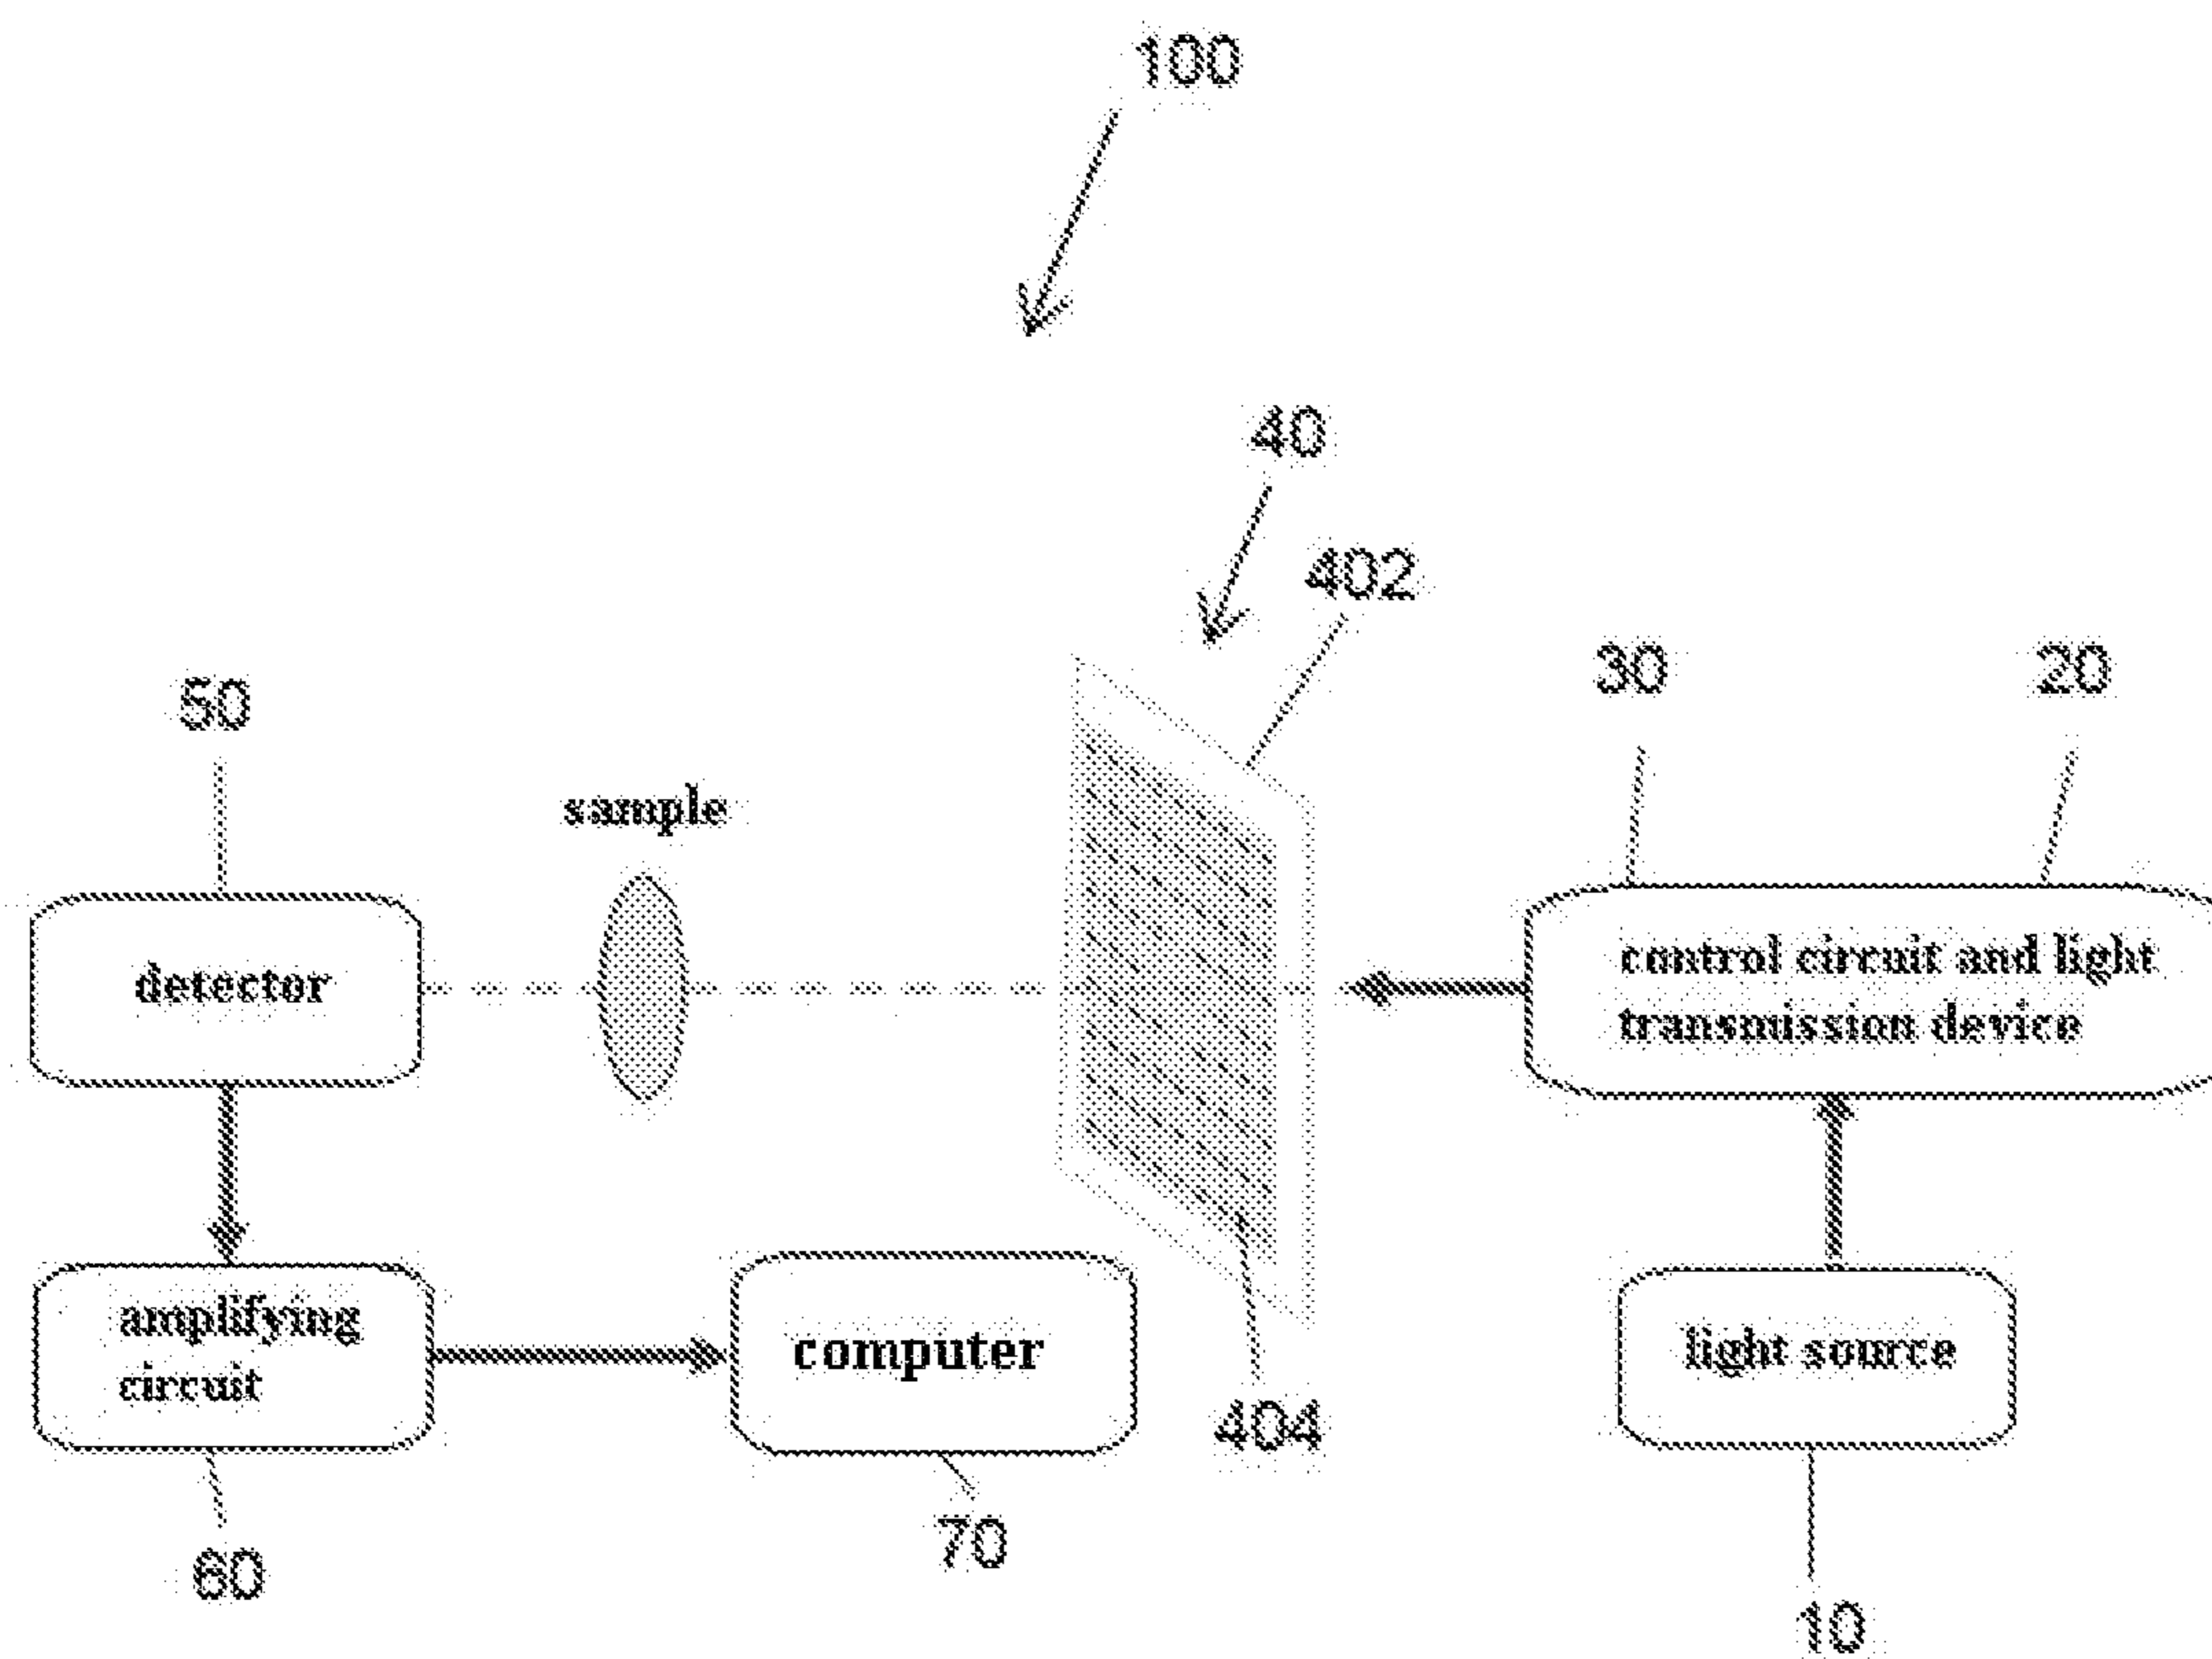 100
40
402
30
20
50
sample
detector
control circuit and light
transmission device
amplifying
circuit
computer
light source
404
70
60
10